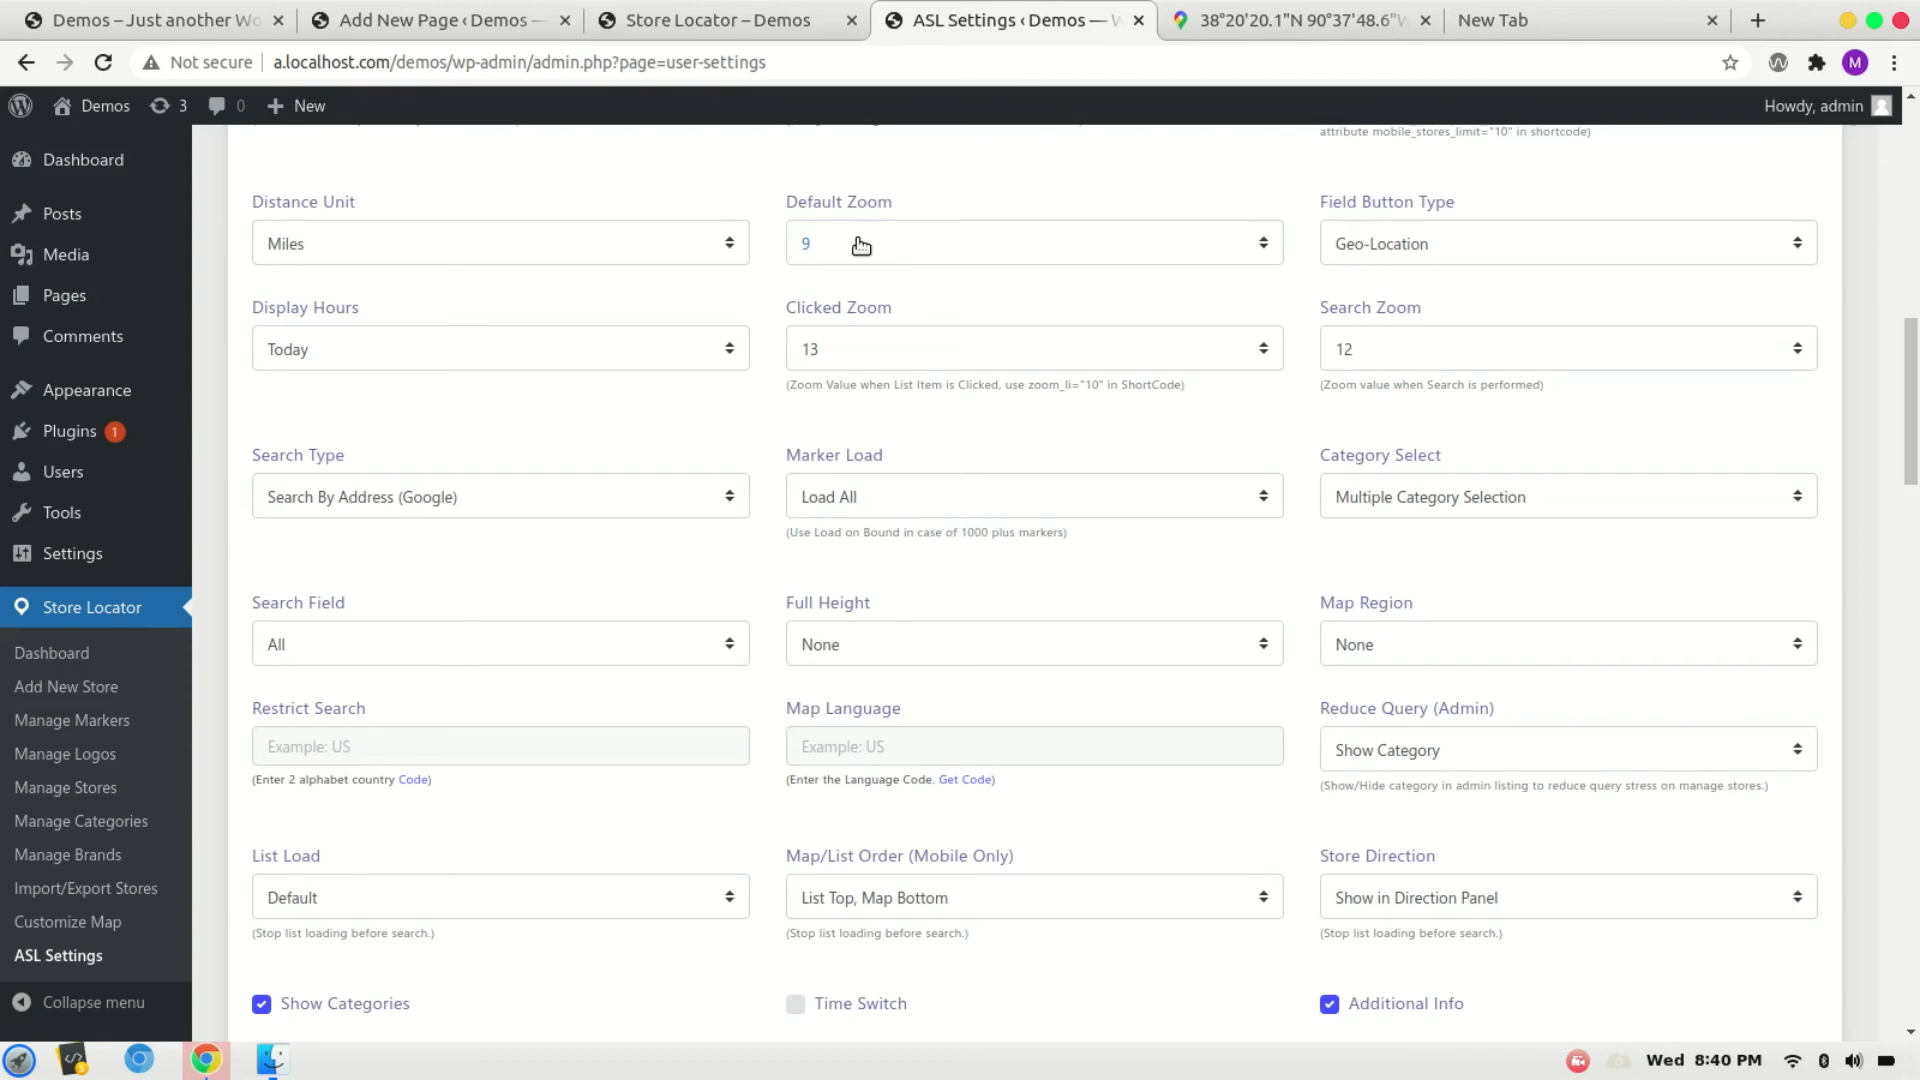 Demos – Just another Wo
Add New Page ‹ Demos —
Store Locator – Demos
ASL Settings ‹ Demos — W
38°20'20.1"N 90°37'48.6"W
New Tab
Not secure
a.localhost.com/demos/wp-admin/admin.php?page=user-settings
M
Demos
3
0
New
Howdy, admin
Dashboard
Posts
Media
Pages
Comments
Appearance
Plugins 1
Users
Tools
Settings
Store Locator
Dashboard
Add New Store
Manage Markers
Manage Logos
Manage Stores
Manage Categories
Manage Brands
Import/Export Stores
Customize Map
ASL Settings
Collapse menu
attribute mobile_stores_limit="10" in shortcode)
Distance Unit
Miles
Default Zoom
9
Field Button Type
Geo-Location
Display Hours
Today
Clicked Zoom
13
(Zoom Value when List Item is Clicked, use zoom_li="10" in ShortCode)
Search Zoom
12
(Zoom value when Search is performed)
Search Type
Search By Address (Google)
Marker Load
Load All
(Use Load on Bound in case of 1000 plus markers)
Category Select
Multiple Category Selection
Search Field
All
Full Height
None
Map Region
None
Restrict Search
Example: US
(Enter 2 alphabet country Code)
Map Language
Example: US
(Enter the Language Code. Get Code)
Reduce Query (Admin)
Show Category
(Show/Hide category in admin listing to reduce query stress on manage stores.)
List Load
Default
(Stop list loading before search.)
Map/List Order (Mobile Only)
List Top, Map Bottom
(Stop list loading before search.)
Store Direction
Show in Direction Panel
(Stop list loading before search.)
Show Categories
Time Switch
Additional Info
Wed 8:40 PM